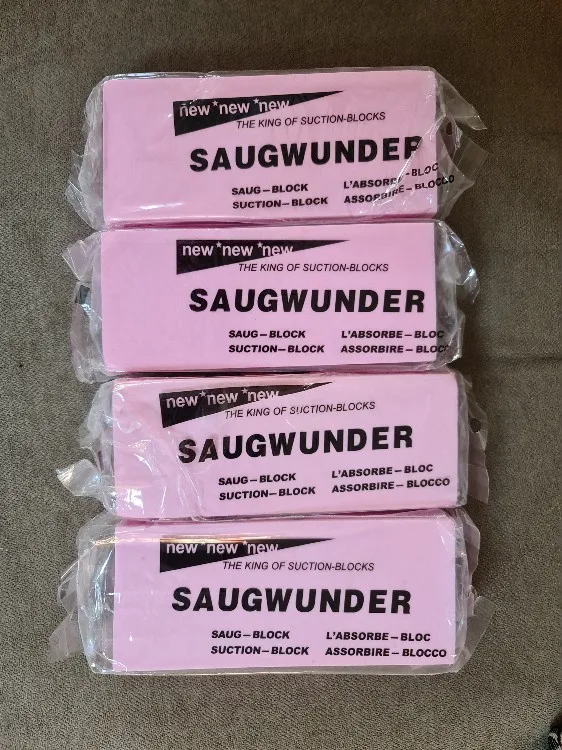 new*new*new
THE KING OF SUCTION-BLOCKS
SAUGWUNDER
SAUG–BLOCK L'ABSORBE-BLOC
SUCTION–BLOCK ASSORBIRE–BLOCCO
new*new*new
THE KING OF SUCTION-BLOCKS
SAUGWUNDER
SAUG–BLOCK L'ABSORBE–BLOC
SUCTION–BLOCK ASSORBIRE–BLOCCO
new*new*new
THE KING OF SUCTION-BLOCKS
SAUGWUNDER
SAUG–BLOCK L'ABSORBE–BLOC
SUCTION–BLOCK ASSORBIRE–BLOCCO
new*new*new
THE KING OF SUCTION-BLOCKS
SAUGWUNDER
SAUG–BLOCK L'ABSORBE–BLOC
SUCTION–BLOCK ASSORBIRE–BLOCCO